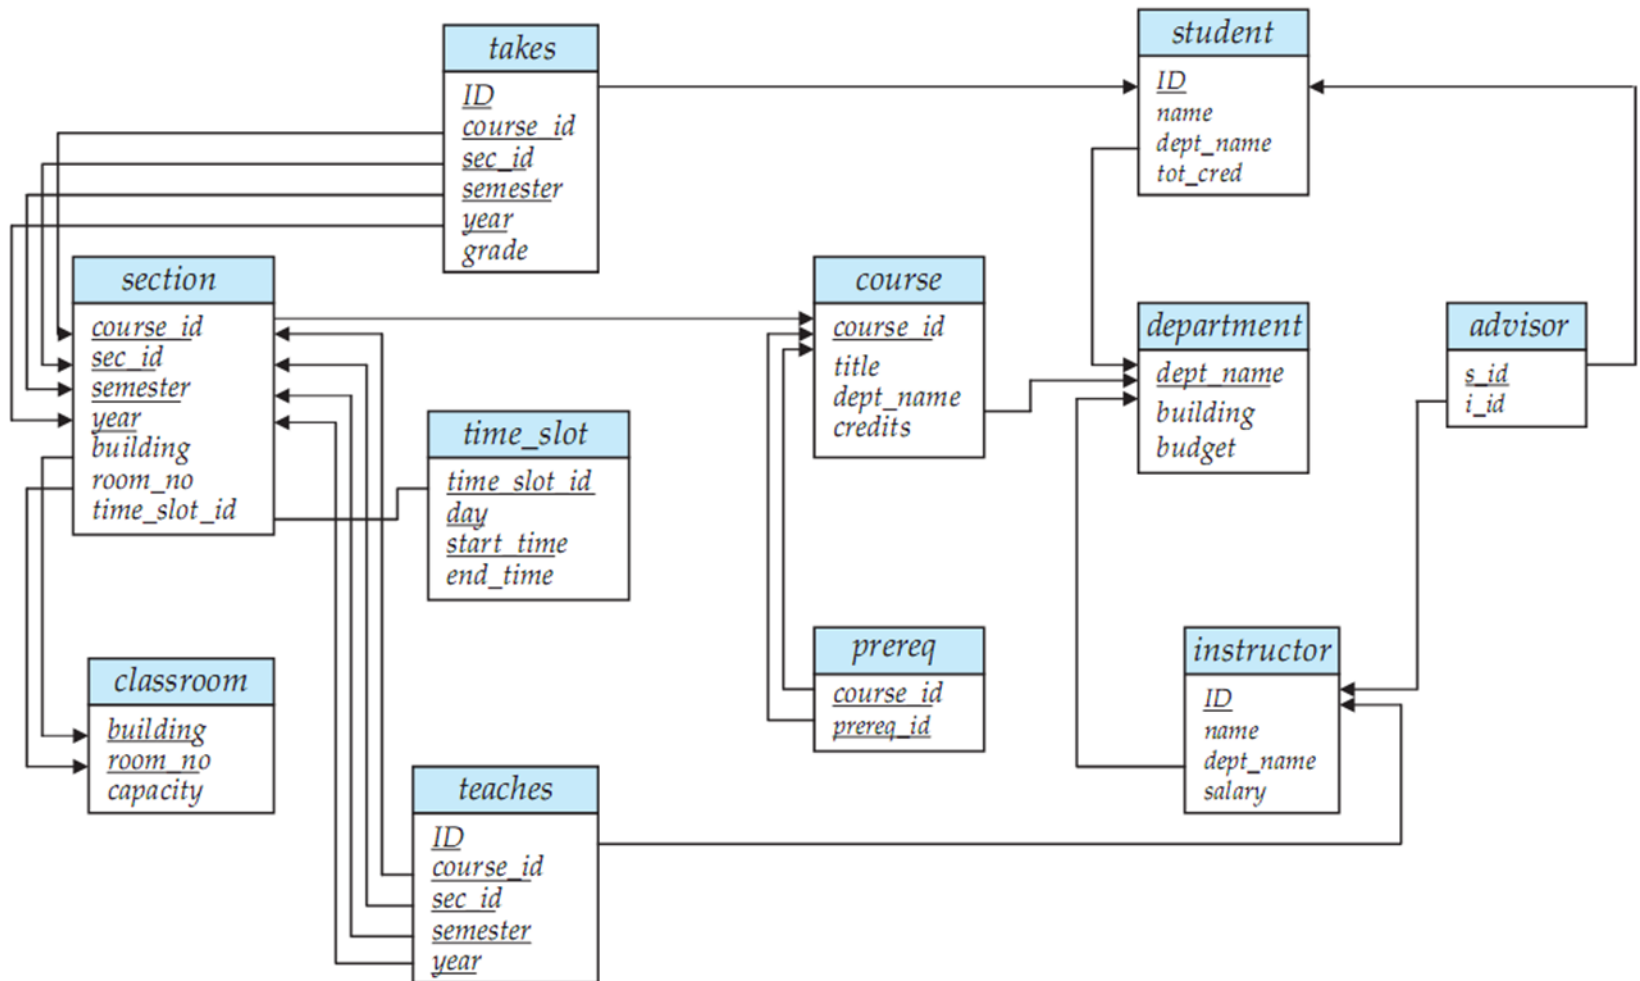 takes
ID
course_id
sec_id
semester
year
grade
student
ID
name
dept_name
tot_cred
section
course_id
sec_id
semester
year
building
room_no
time_slot_id
course
course_id
title
dept_name
credits
department
dept_name
building
budget
advisor
s_id
i_id
time_slot
time_slot_id
day
start_time
end_time
prereq
course_id
prereq_id
instructor
ID
name
dept_name
salary
classroom
building
room_no
capacity
teaches
ID
course_id
sec_id
semester
year